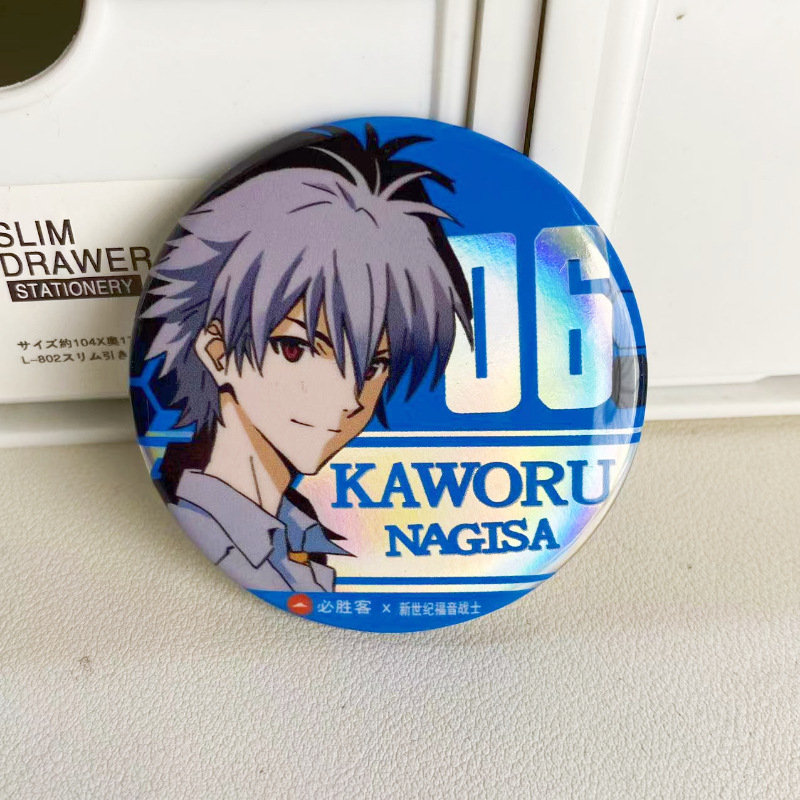 SLIM
DRAWER
STATIONERY
サイズ約104X奥1
L-802スリム引き
06
KAWORU
NAGISA
必胜客 x 新世纪福音战士